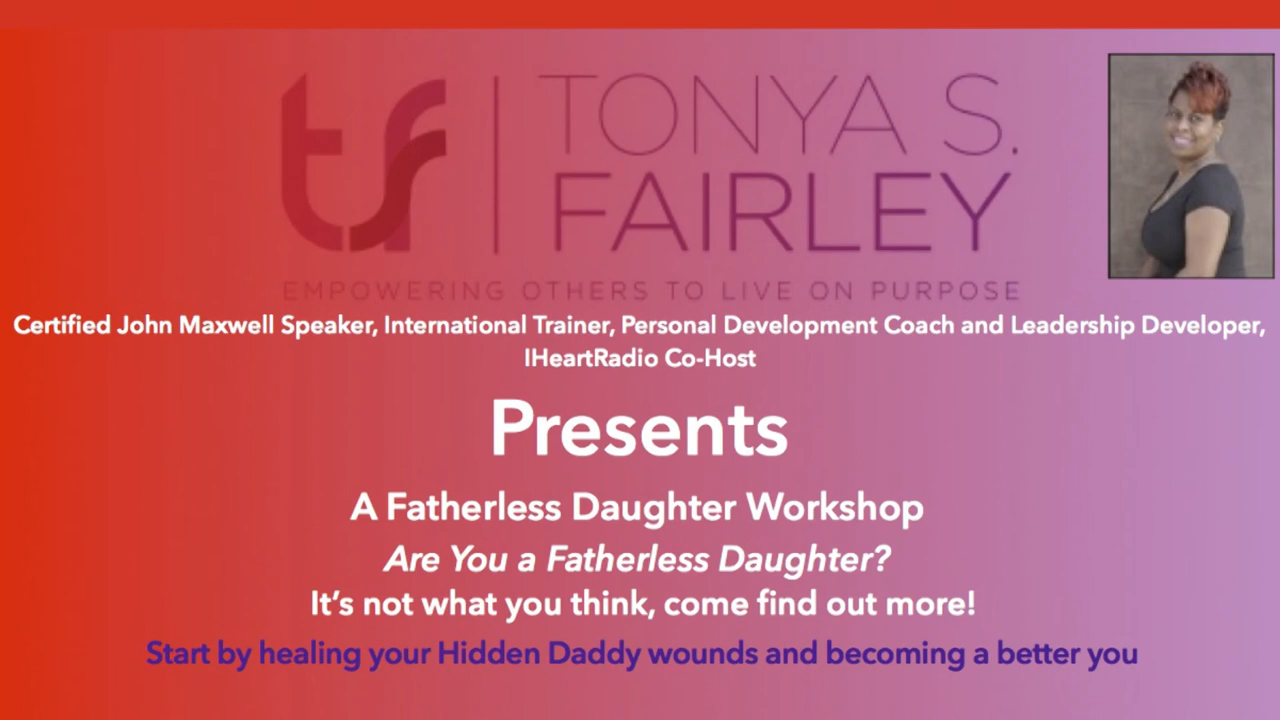 tf
TONYA S.
FAIRLEY
EMPOWERING OTHERS TO LIVE ON PURPOSE
Certified John Maxwell Speaker, International Trainer, Personal Development Coach and Leadership Developer,
IHeartRadio Co-Host
Presents
A Fatherless Daughter Workshop
Are You a Fatherless Daughter?
It’s not what you think, come find out more!
Start by healing your Hidden Daddy wounds and becoming a better you